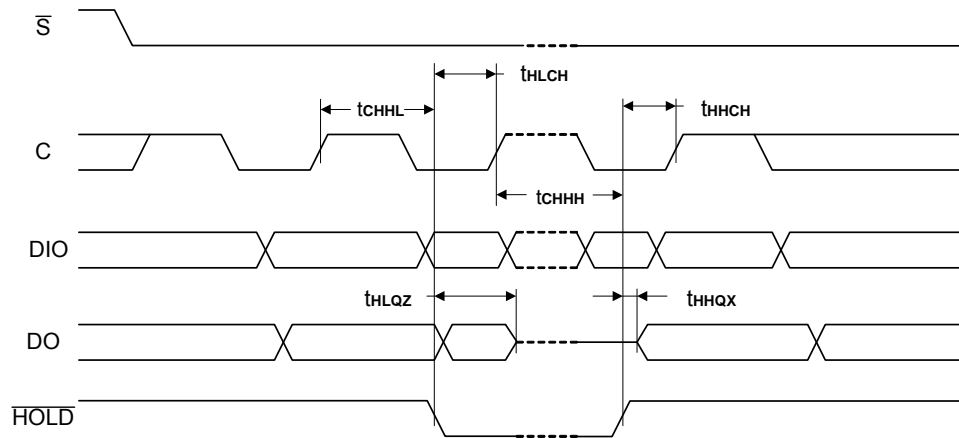 S
tHLCH
tCHHL
tHHCH
C
tCHHH
DIO
tHLQZ
tHHQX
DO
HOLD